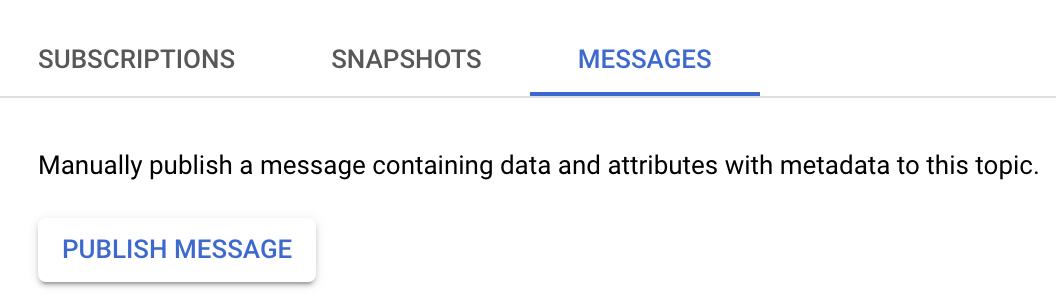 SUBSCRIPTIONS SNAPSHOTS MESSAGES
Manually publish a message containing data and attributes with metadata to this topic.
PUBLISH MESSAGE